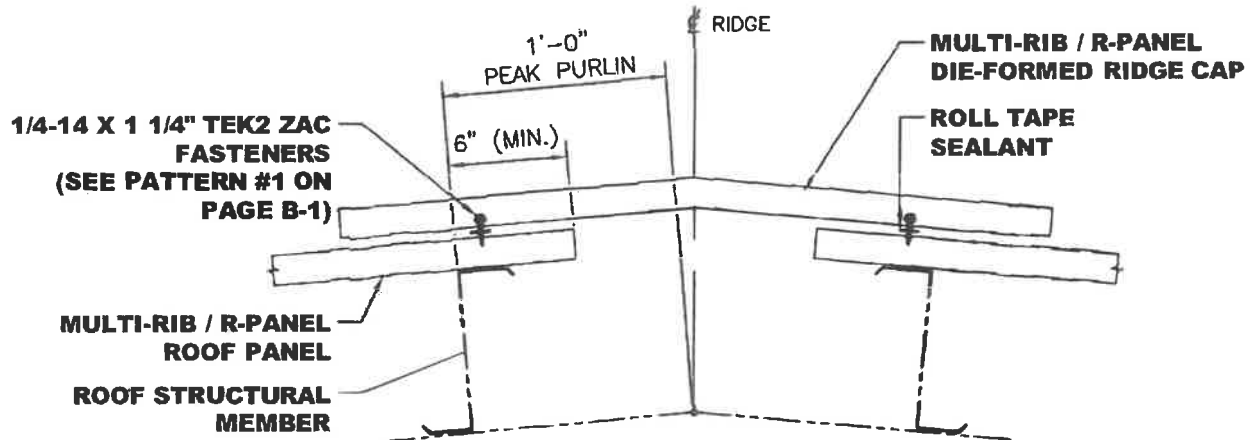 ℄ RIDGE
1'-0"
PEAK PURLIN
6" (MIN.)
1/4-14 X 1 1/4" TEK2 ZAC
FASTENERS
(SEE PATTERN #1 ON
PAGE B-1)
MULTI-RIB / R-PANEL
DIE-FORMED RIDGE CAP
ROLL TAPE
SEALANT
MULTI-RIB / R-PANEL
ROOF PANEL
ROOF STRUCTURAL
MEMBER